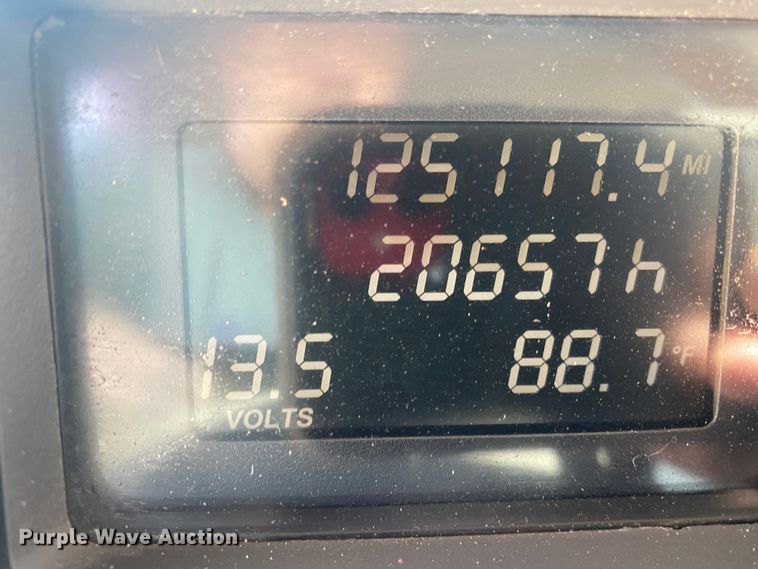 125117.4 MI
20657h
13.5 88.7 °F
VOLTS
Purple Wave Auction